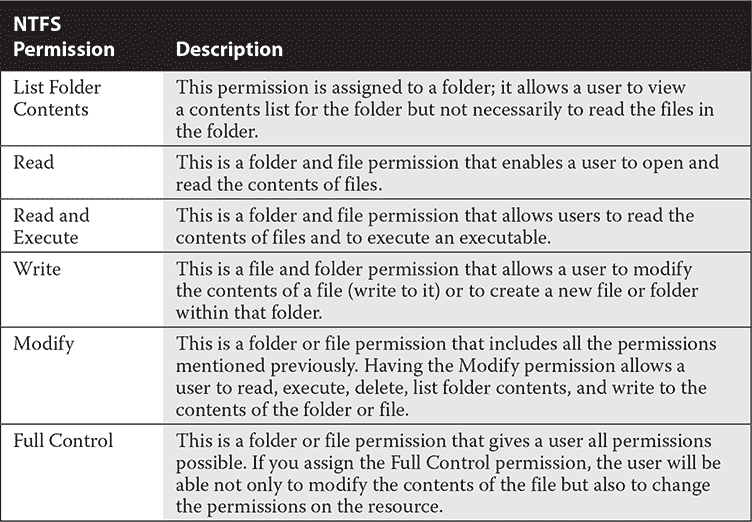 NTFS
Permission Description
List Folder This permission is assigned to a folder; it allows a user to view
Contents a contents list for the folder but not necessarily to read the files in
the folder.
Read This is a folder and file permission that enables a user to open and
read the contents of files.
Read and This is a folder and file permission that allows users to read the
Execute contents of files and to execute an executable.
Write This is a file and folder permission that allows a user to modify
the contents of a file (write to it) or to create a new file or folder
within that folder.
Modify This is a folder or file permission that includes all the permissions
mentioned previously. Having the Modify permission allows a
user to read, execute, delete, list folder contents, and write to the
contents of the folder or file.
Full Control This is a folder or file permission that gives a user all permissions
possible. If you assign the Full Control permission, the user will be
able not only to modify the contents of the file but also to change
the permissions on the resource.